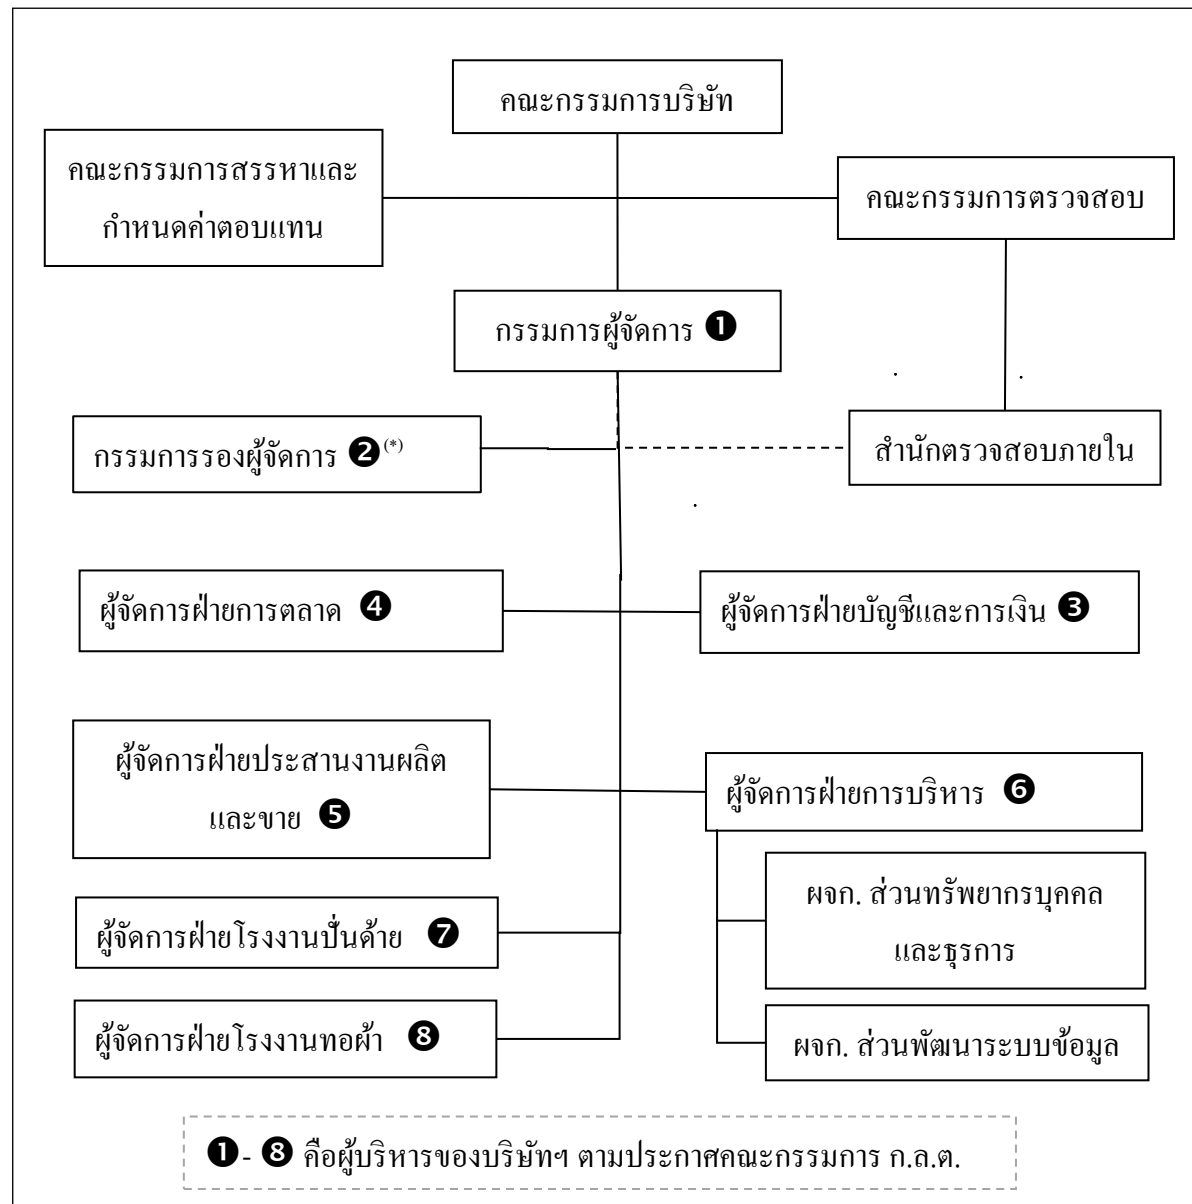 คณะกรรมการบริษัท
คณะกรรมการสรรหาและ
กำหนดค่าตอบแทน
คณะกรรมการตรวจสอบ
กรรมการผู้จัดการ ❶
กรรมการรองผู้จัดการ ❷(*)
สำนักตรวจสอบภายใน
ผู้จัดการฝ่ายการตลาด ❹
ผู้จัดการฝ่ายบัญชีและการเงิน ❸
ผู้จัดการฝ่ายประสานงานผลิต
และขาย ❺
ผู้จัดการฝ่ายการบริหาร ❻
ผจก. ส่วนทรัพยากรบุคคล
และธุรการ
ผู้จัดการฝ่ายโรงงานปั่นด้าย ❼
ผู้จัดการฝ่ายโรงงานทอผ้า ❽
ผจก. ส่วนพัฒนาระบบข้อมูล
❶- ❽ คือผู้บริหารของบริษัทฯ ตามประกาศคณะกรรมการ ก.ล.ต.